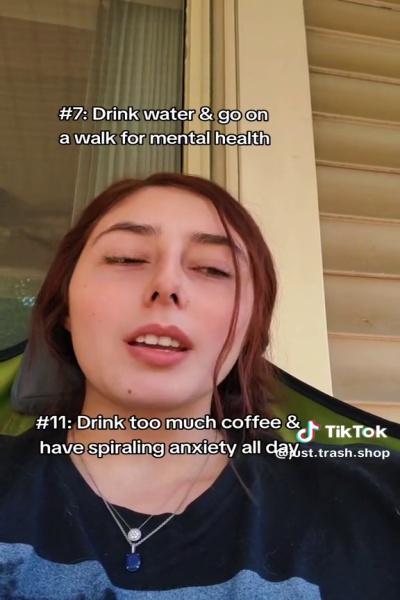 #7: Drink water & go on
a walk for mental health
#11: Drink too much coffee &
have spiraling anxiety all day
TikTok
@just.trash.shop